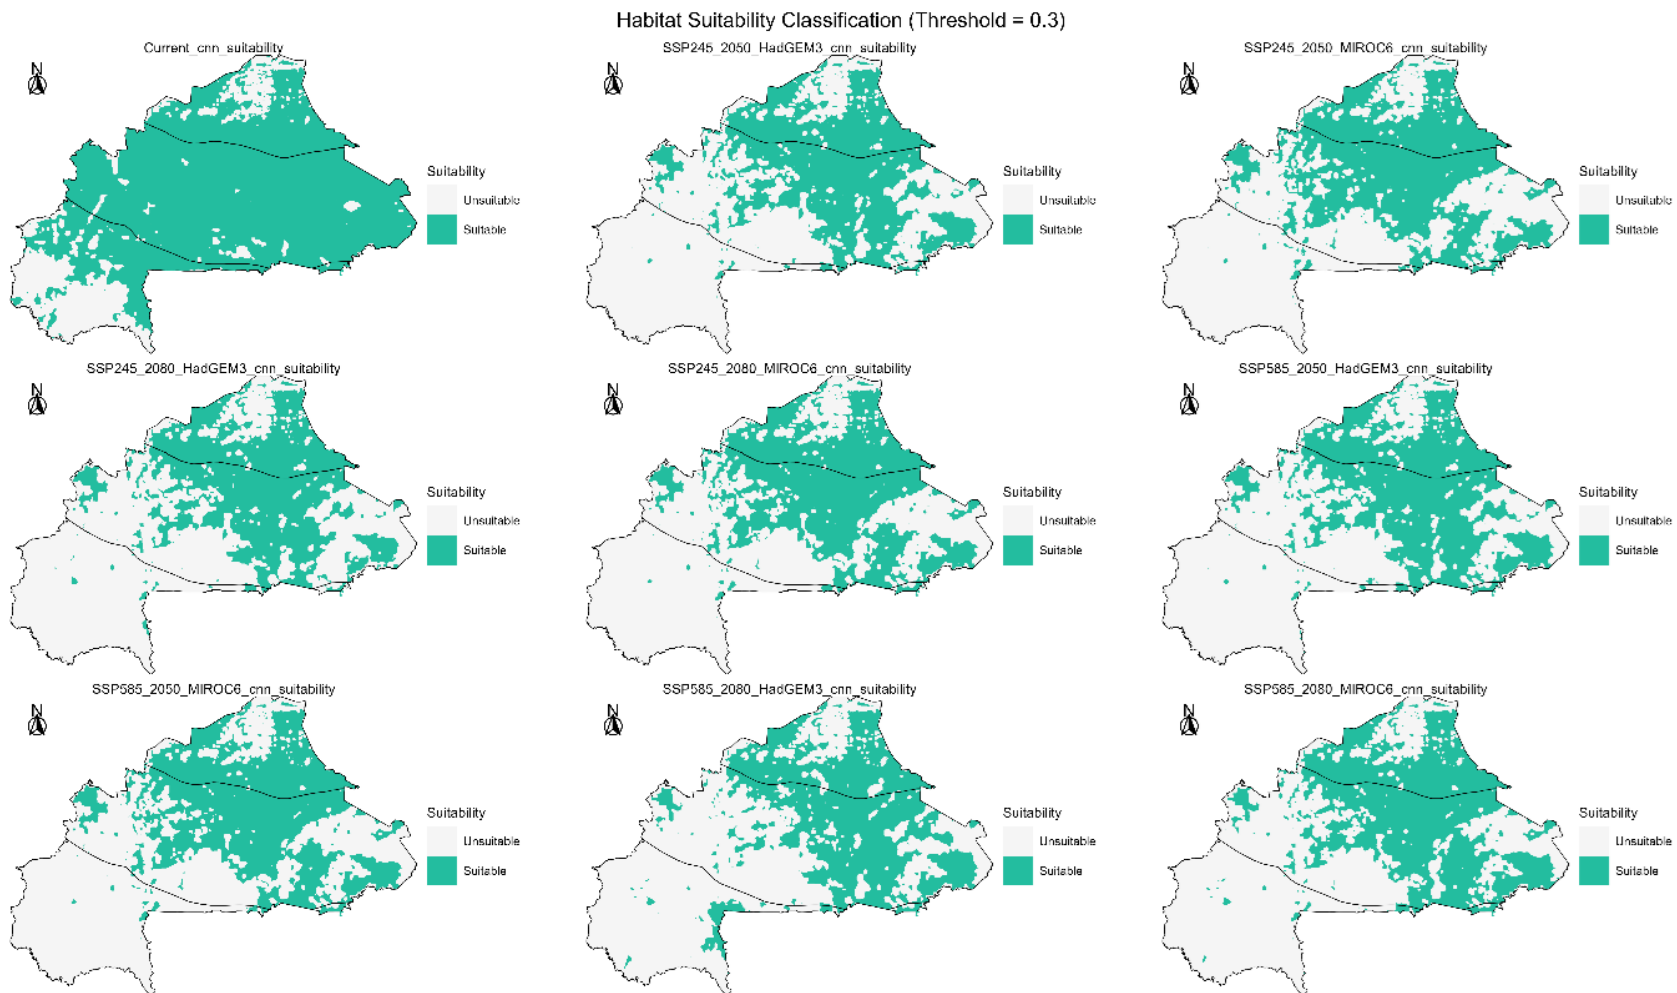 Habitat Suitability Classification (Threshold = 0.3)
Current_cnn_suitability
N
Suitability
Unsuitable
Suitable
SSP245_2050_HadGEM3_cnn_suitability
N
Suitability
Unsuitable
Suitable
SSP245_2050_MIROC6_cnn_suitability
N
Suitability
Unsuitable
Suitable
SSP245_2080_HadGEM3_cnn_suitability
N
Suitability
Unsuitable
Suitable
SSP245_2080_MIROC6_cnn_suitability
N
Suitability
Unsuitable
Suitable
SSP585_2050_HadGEM3_cnn_suitability
N
Suitability
Unsuitable
Suitable
SSP585_2050_MIROC6_cnn_suitability
N
Suitability
Unsuitable
Suitable
SSP585_2080_HadGEM3_cnn_suitability
N
Suitability
Unsuitable
Suitable
SSP585_2080_MIROC6_cnn_suitability
N
Suitability
Unsuitable
Suitable